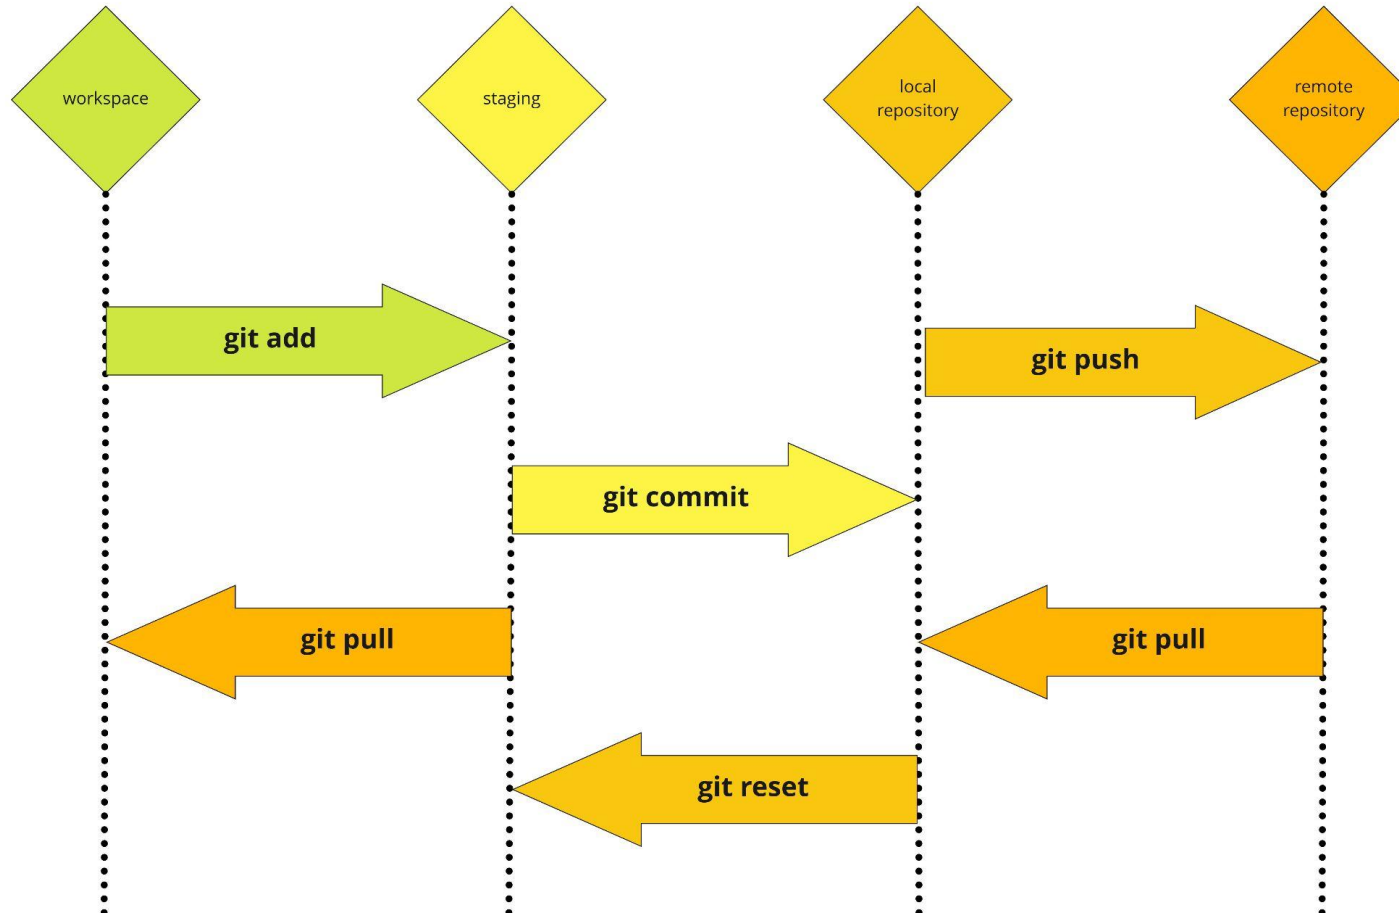 workspace
staging
local
repository
remote
repository
git add
git push
git commit
git pull
git pull
git reset